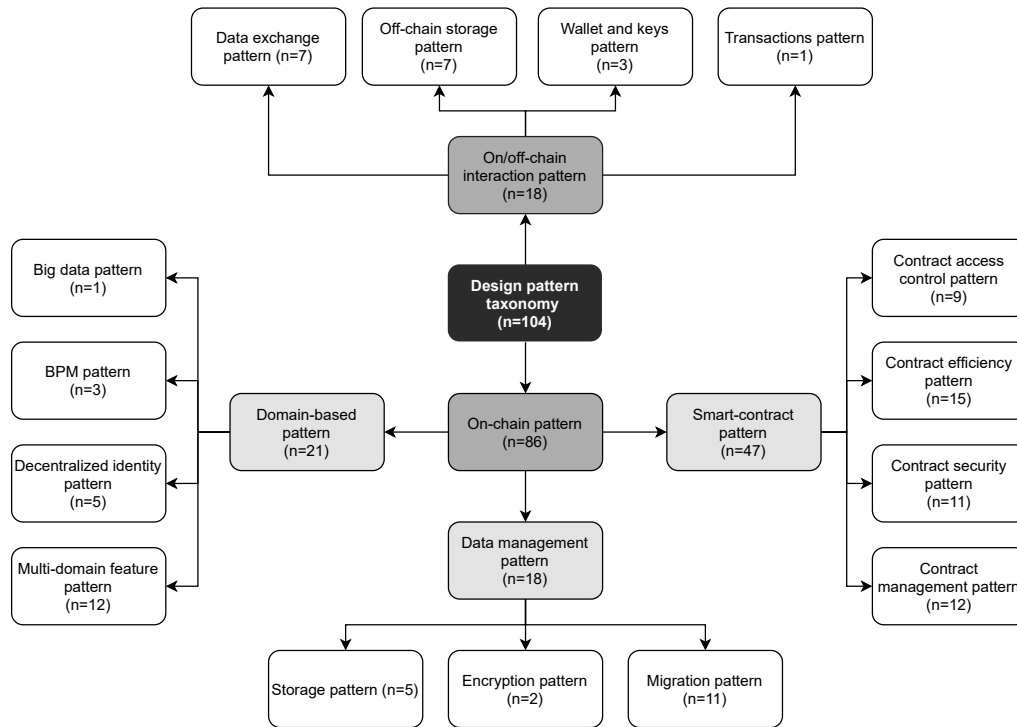 Data exchange
pattern (n=7)
Off-chain storage
pattern
(n=7)
Wallet and keys
pattern
(n=3)
Transactions pattern
(n=1)
On/off-chain
interaction pattern
(n=18)
Design pattern
taxonomy
(n=104)
Big data pattern
(n=1)
BPM pattern
(n=3)
Decentralized identity
pattern
(n=5)
Multi-domain feature
pattern
(n=12)
Domain-based
pattern
(n=21)
On-chain pattern
(n=86)
Smart-contract
pattern
(n=47)
Contract access
control pattern
(n=9)
Contract efficiency
pattern
(n=15)
Contract security
pattern
(n=11)
Contract
management pattern
(n=12)
Data management
pattern
(n=18)
Storage pattern (n=5)
Encryption pattern
(n=2)
Migration pattern
(n=11)